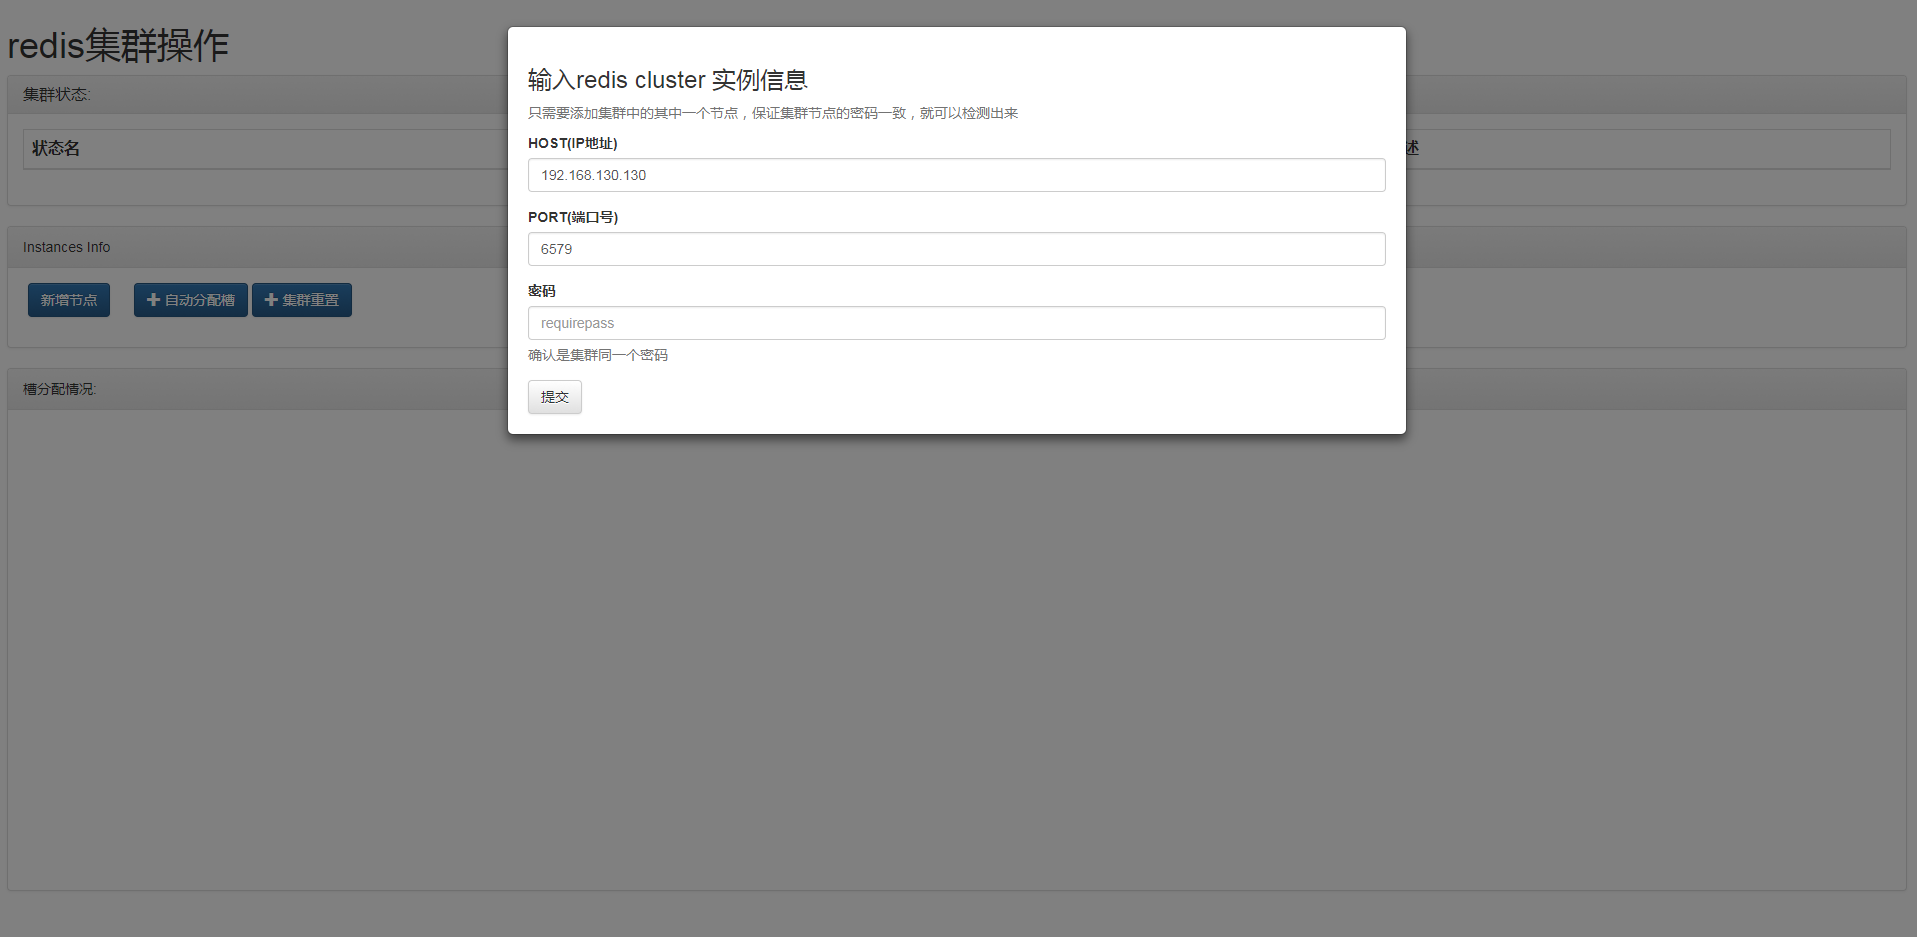 redis集群操作
集群状态:
状态名
述
Instances Info
新增节点
自动分配槽
集群重置
槽分配情况:
输入redis cluster 实例信息
只需要添加集群中的其中一个节点，保证集群节点的密码一致，就可以检测出来
HOST(IP地址)
192.168.130.130
PORT(端口号)
6579
密码
requirepass
确认是集群同一个密码
提交